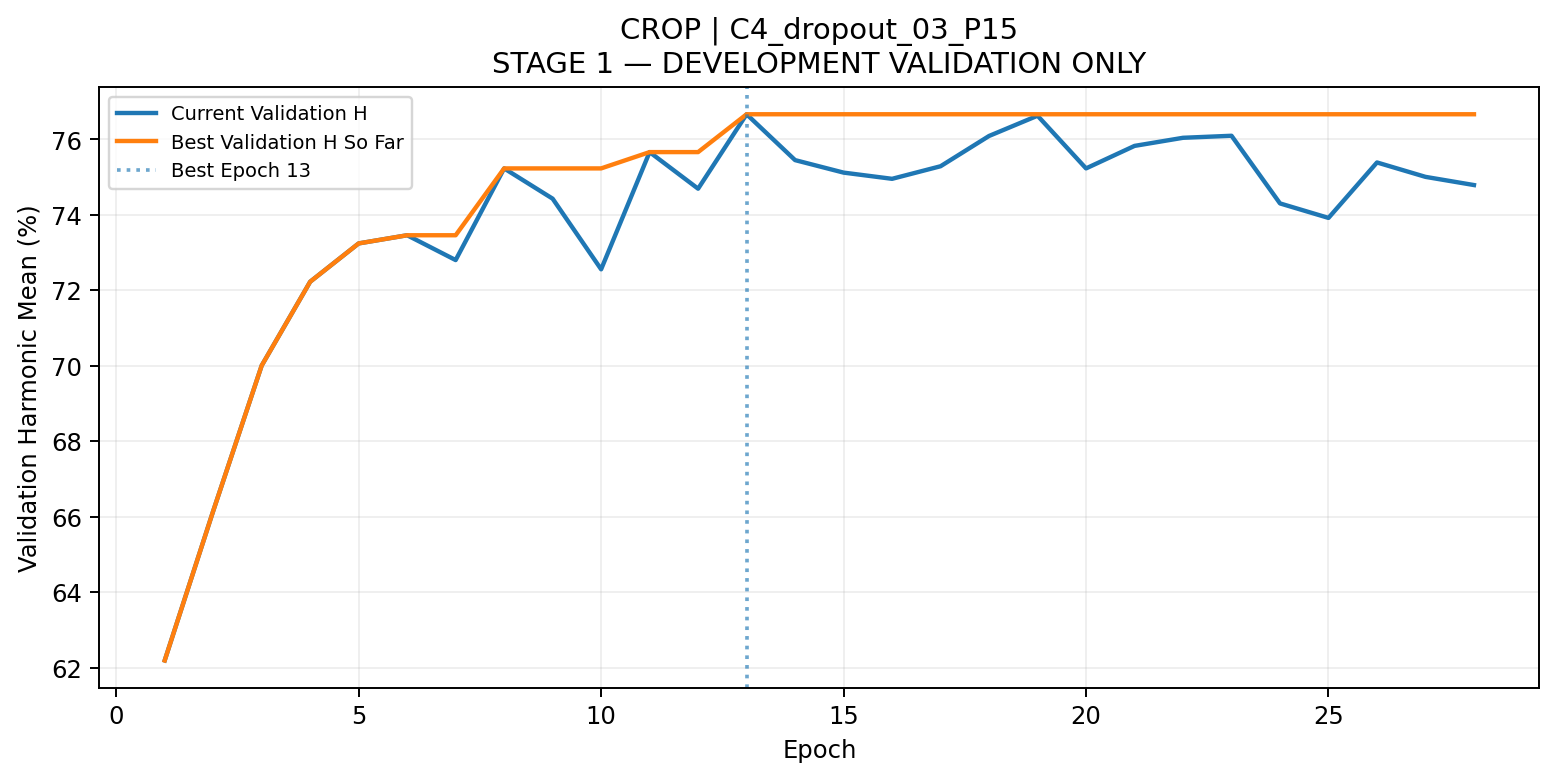 CROP | C4_dropout_03_P15
STAGE 1 — DEVELOPMENT VALIDATION ONLY
Current Validation H
Best Validation H So Far
Best Epoch 13
Validation Harmonic Mean (%)
76
74
72
70
68
66
64
62
0 5 10 15 20 25
Epoch